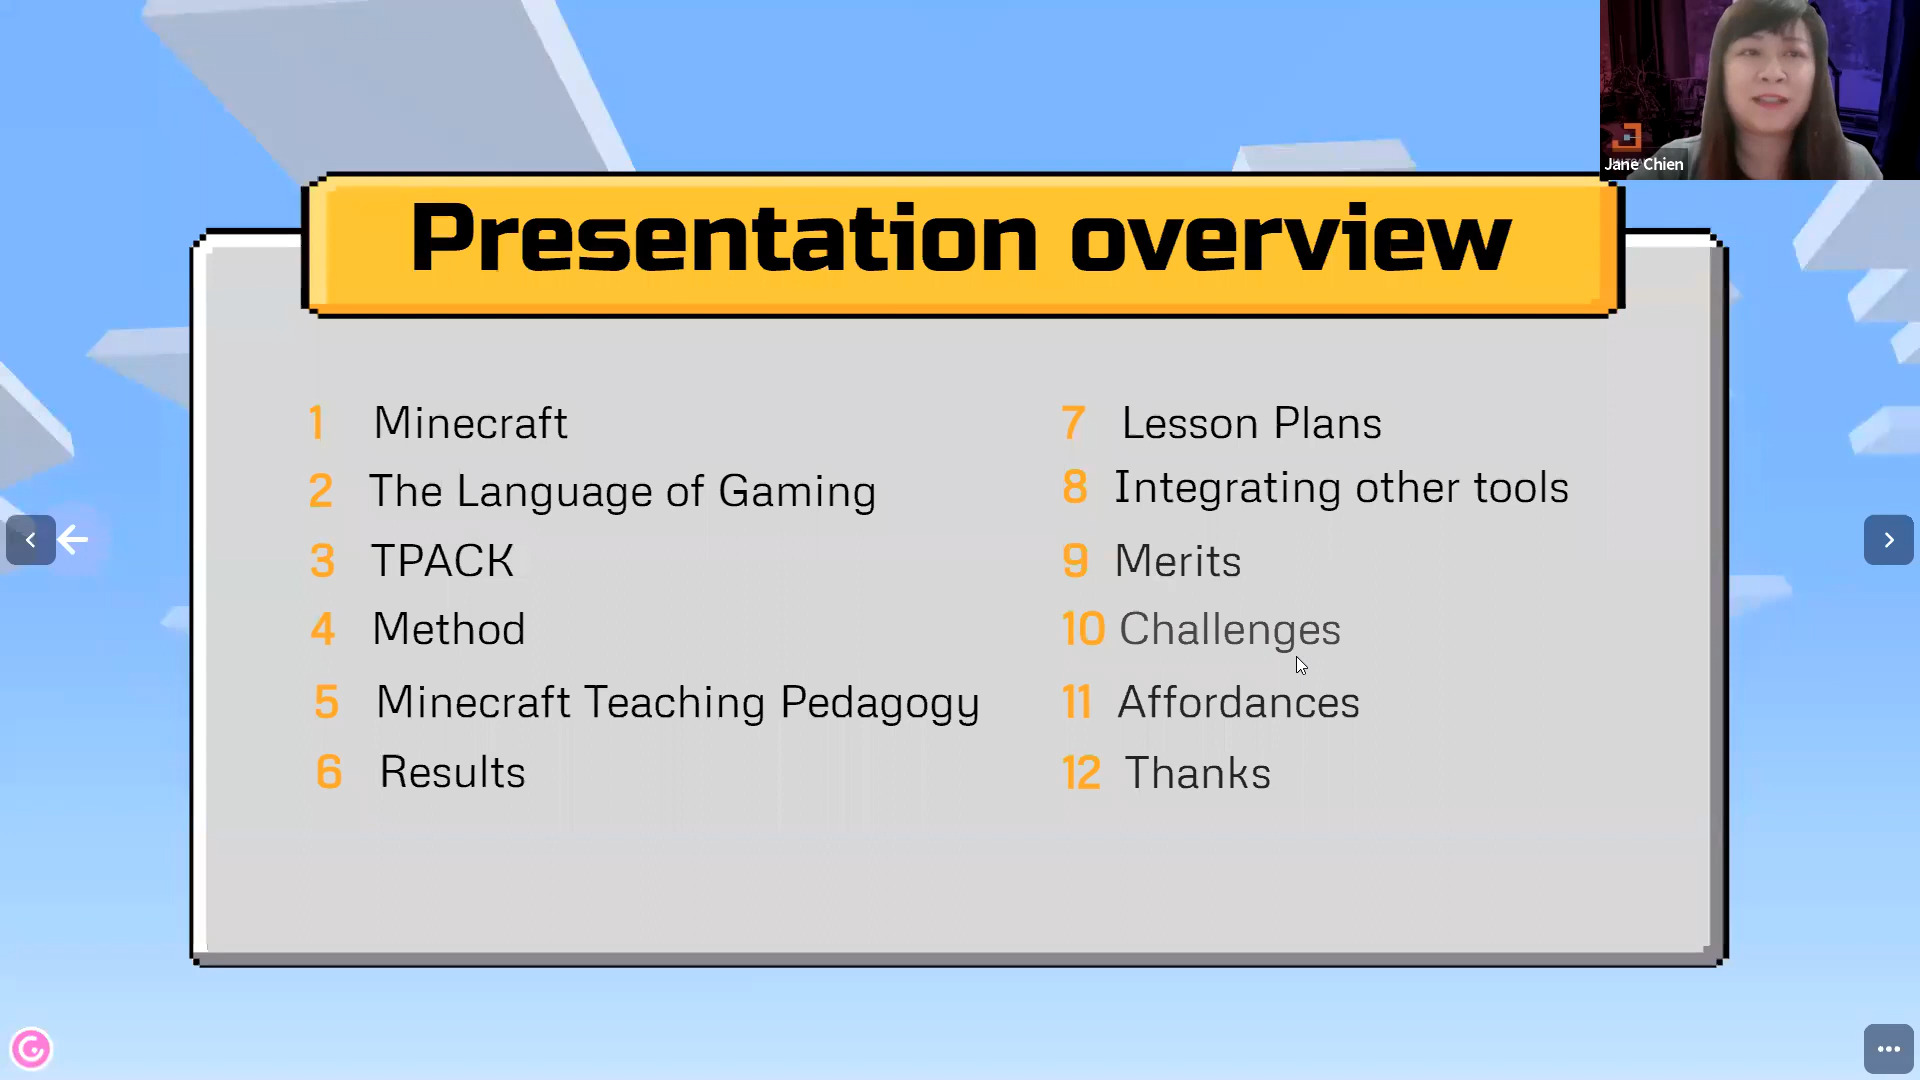 Jane Chien
Presentation overview
1 Minecraft
2 The Language of Gaming
3 TPACK
4 Method
5 Minecraft Teaching Pedagogy
6 Results
7 Lesson Plans
8 Integrating other tools
9 Merits
10 Challenges
11 Affordances
12 Thanks